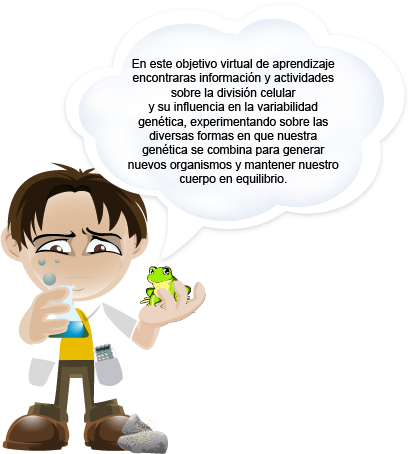 En este objetivo virtual de aprendizaje
encontraras información y actividades
sobre la división celular
y su influencia en la variabilidad
genética, experimentando sobre las
diversas formas en que nuestra
genética se combina para generar
nuevos organismos y mantener nuestro
cuerpo en equilibrio.